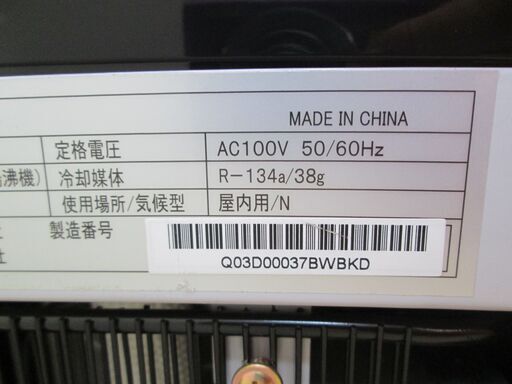 MADE IN CHINA
定格電圧 AC100V 50/60Hz
沸機) 冷却媒体 R-134a/38g
使用場所/気候型 屋内用/N
製造番号
社
Q03D00037BWBKD